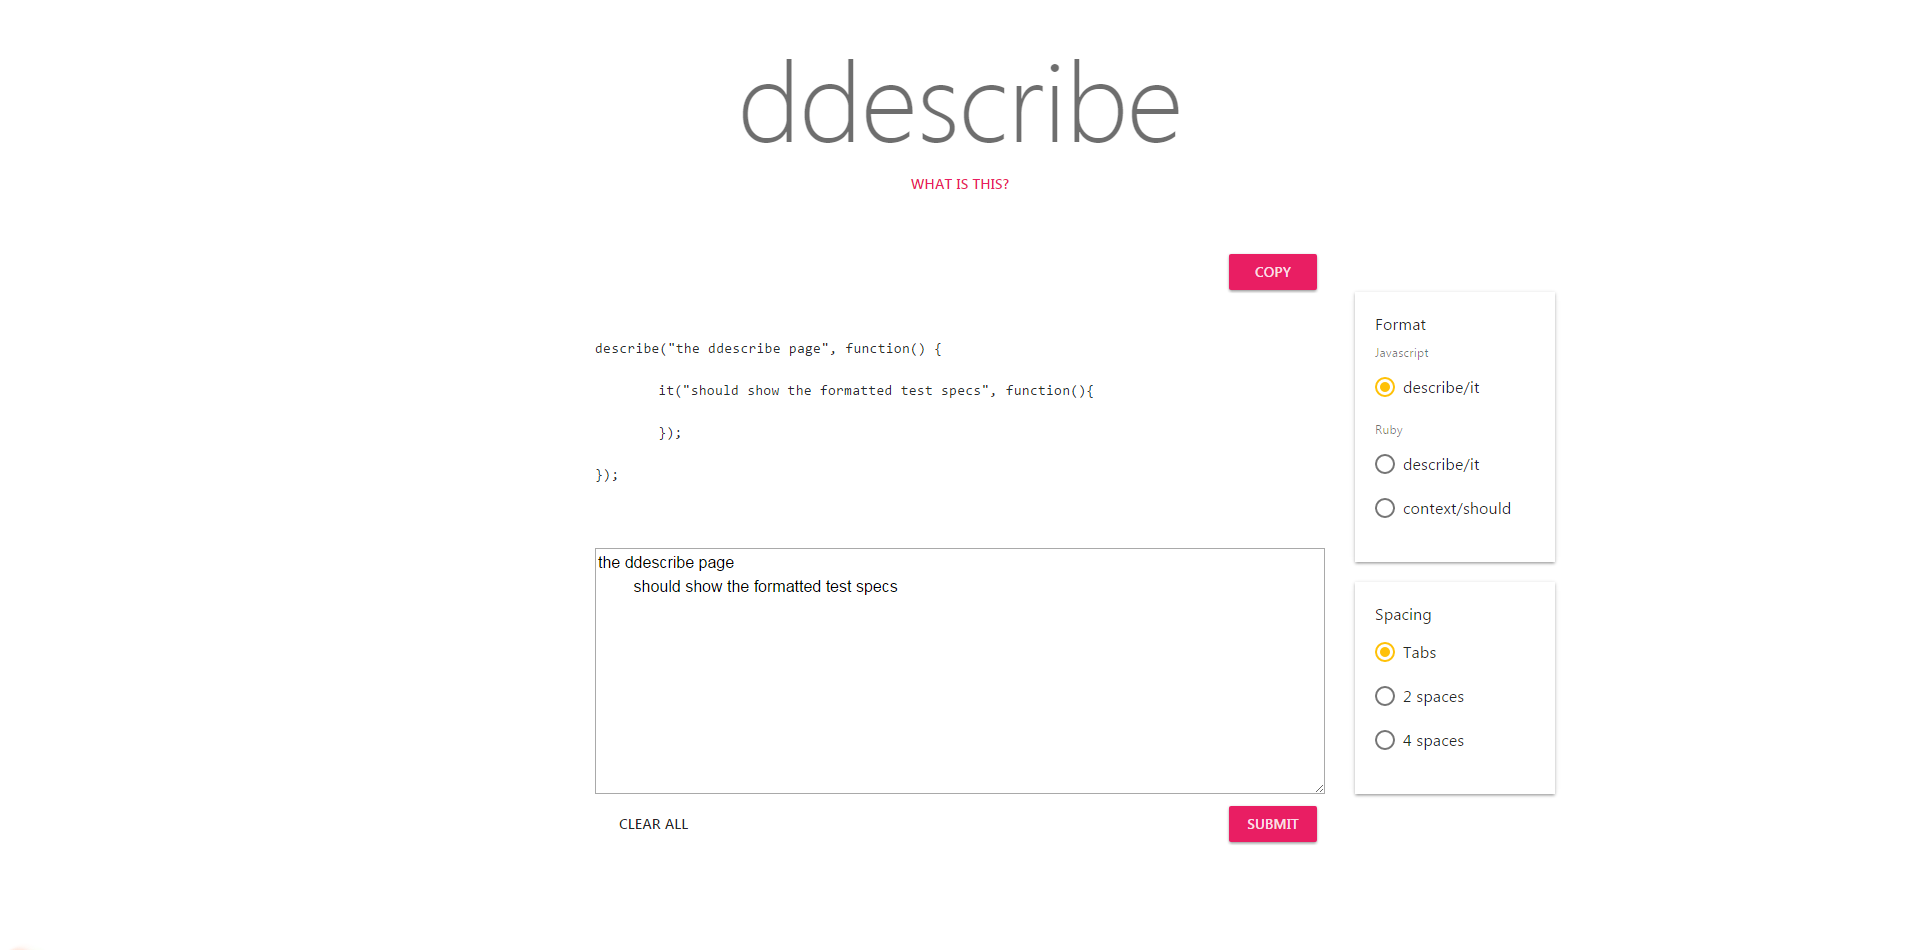 ddescribe
WHAT IS THIS?
COPY
describe("the ddescribe page", function() {
it("should show the formatted test specs", function(){
});
});
the ddescribe page
should show the formatted test specs
CLEAR ALL
SUBMIT
Format
Javascript
describe/it
Ruby
describe/it
context/should
Spacing
Tabs
2 spaces
4 spaces